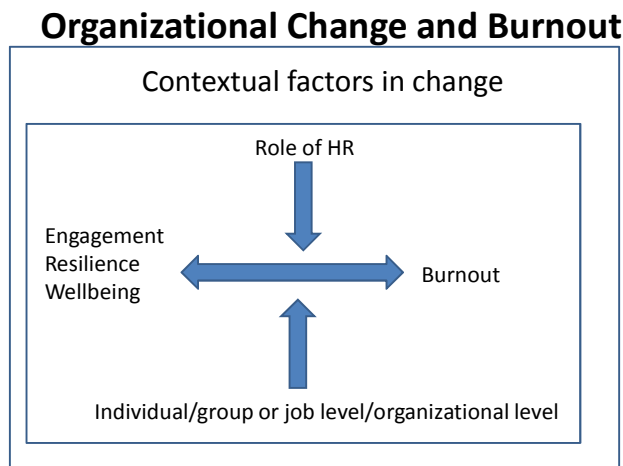 Organizational Change and Burnout
Contextual factors in change
Role of HR
Engagement
Resilience
Wellbeing
Burnout
Individual/group or job level/organizational level